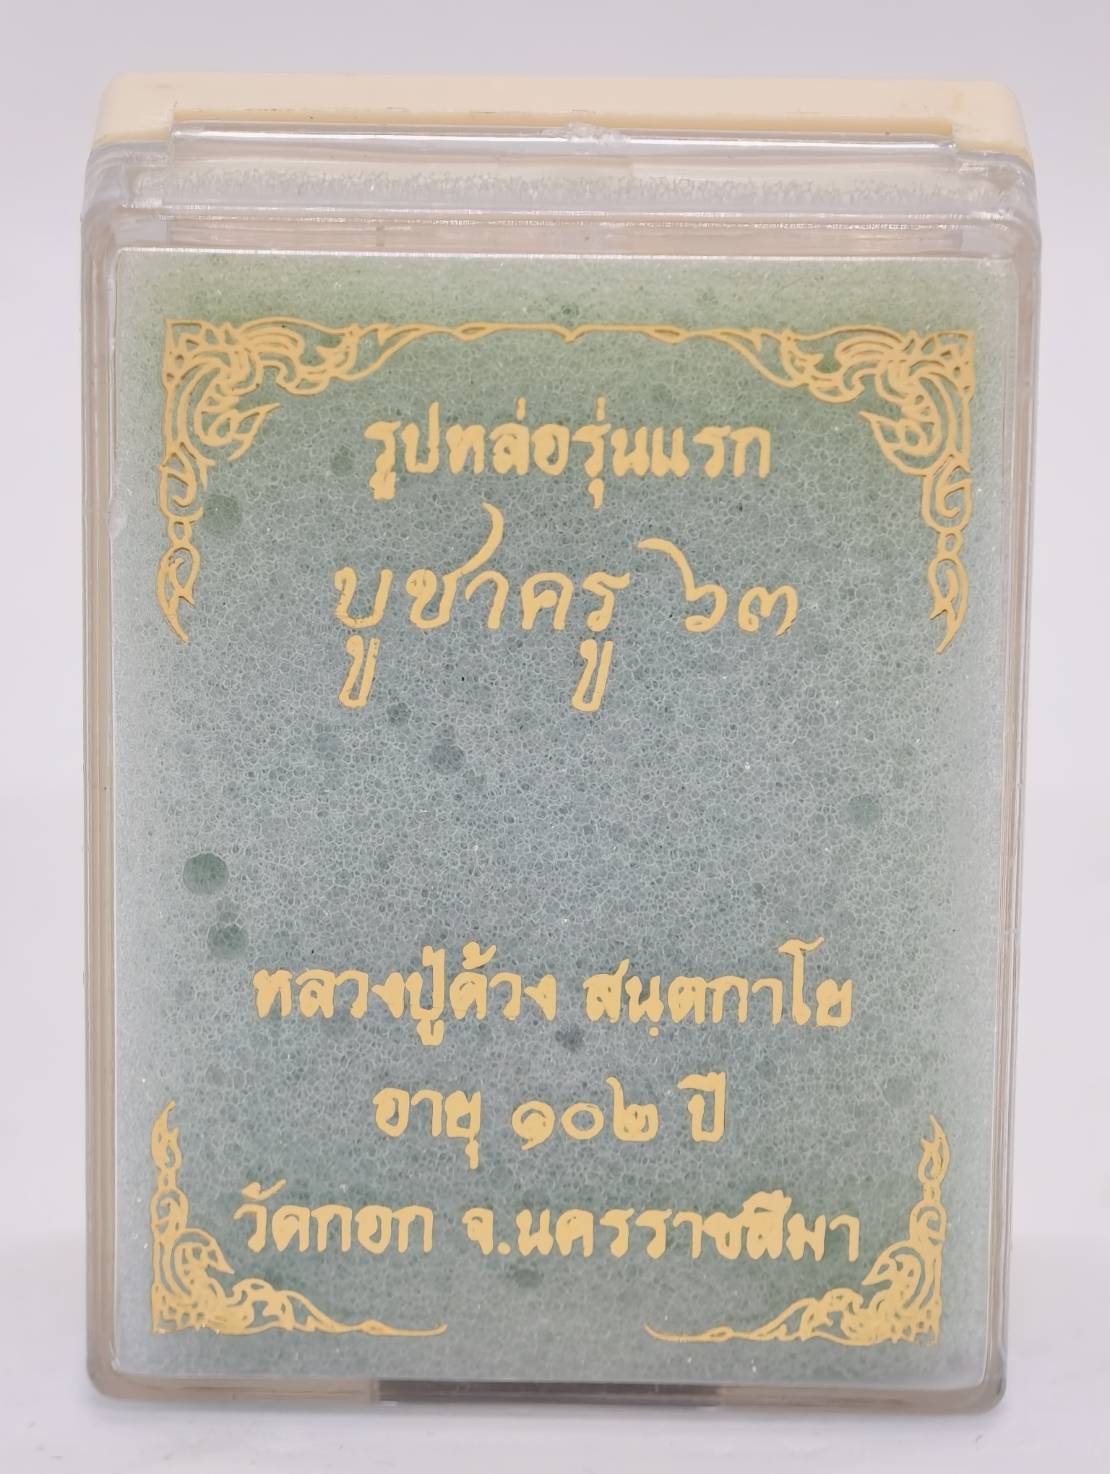 รูปหล่อรุ่นแรก
บูชาครู ๖๓
หลวงปู่ด้วง สนฺตกาโย
อายุ ๑๐๒ ปี
วัดกอก จ.นครราชสีมา